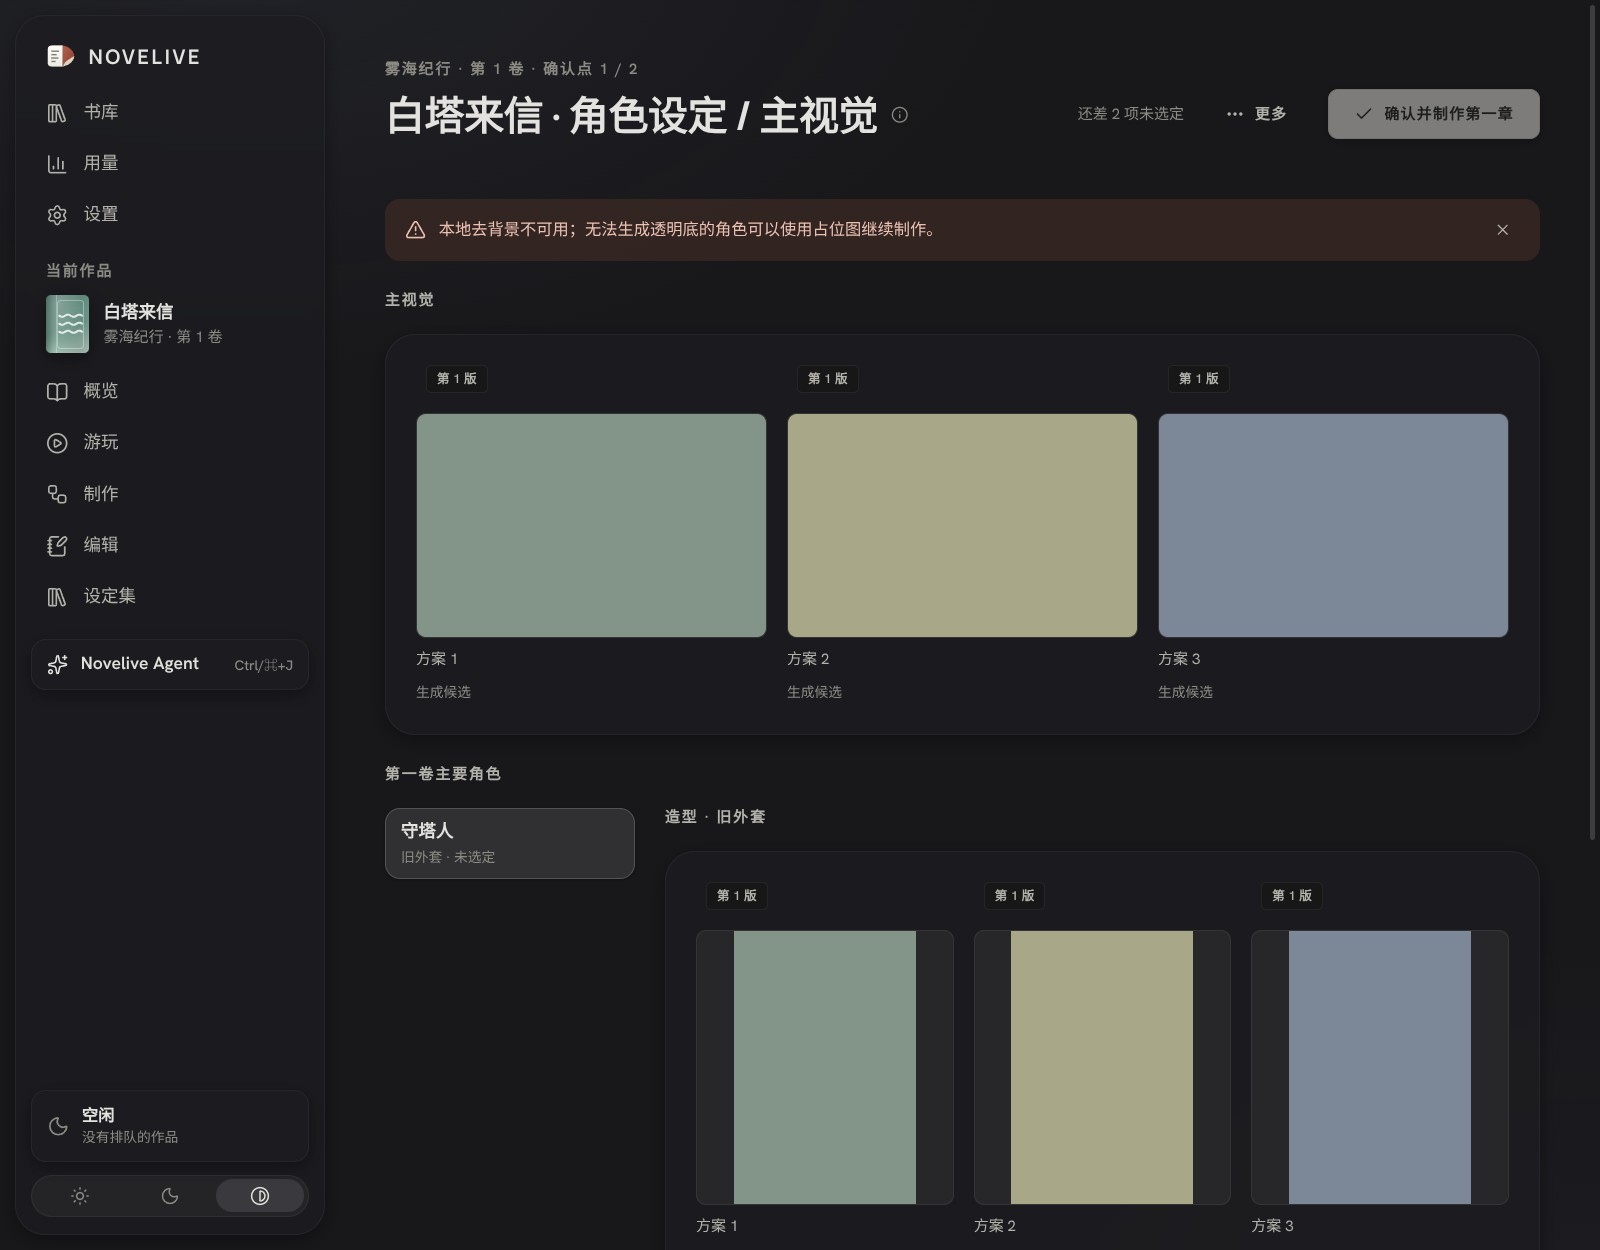 NOVELIVE
书库
用量
设置
当前作品
白塔来信
雾海纪行 · 第 1 卷
概览
游玩
制作
编辑
设定集
Novelive Agent
Ctrl/⌘+J
空闲
没有排队的作品
雾海纪行 · 第 1 卷 · 确认点 1 / 2
白塔来信 · 角色设定 / 主视觉
还差 2 项未选定
更多
确认并制作第一章
本地去背景不可用；无法生成透明底的角色可以使用占位图继续制作。
主视觉
第 1 版
第 1 版
第 1 版
方案 1
方案 2
方案 3
生成候选
生成候选
生成候选
第一卷主要角色
守塔人
旧外套 · 未选定
造型 · 旧外套
第 1 版
第 1 版
第 1 版
方案 1
方案 2
方案 3